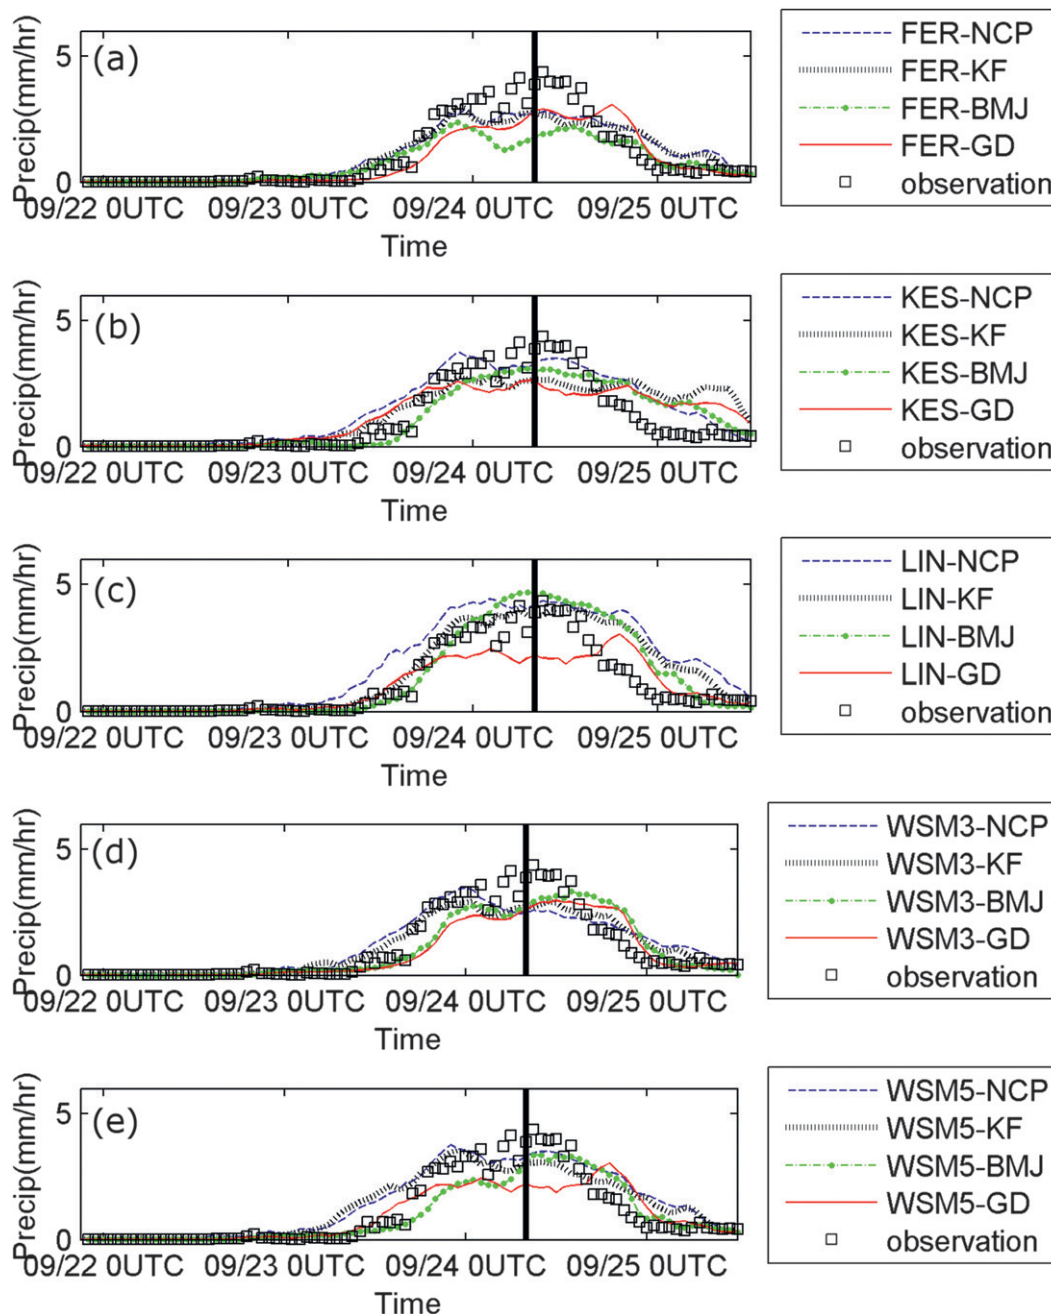 (a)
Precip(mm/hr)
5
0
09/22 0UTC 09/23 0UTC 09/24 0UTC 09/25 0UTC
Time
FER-NCP
FER-KF
FER-BMJ
FER-GD
observation
(b)
Precip(mm/hr)
5
0
09/22 0UTC 09/23 0UTC 09/24 0UTC 09/25 0UTC
Time
KES-NCP
KES-KF
KES-BMJ
KES-GD
observation
(c)
Precip(mm/hr)
5
0
09/22 0UTC 09/23 0UTC 09/24 0UTC 09/25 0UTC
Time
LIN-NCP
LIN-KF
LIN-BMJ
LIN-GD
observation
(d)
Precip(mm/hr)
5
0
09/22 0UTC 09/23 0UTC 09/24 0UTC 09/25 0UTC
Time
WSM3-NCP
WSM3-KF
WSM3-BMJ
WSM3-GD
observation
(e)
Precip(mm/hr)
5
0
09/22 0UTC 09/23 0UTC 09/24 0UTC 09/25 0UTC
Time
WSM5-NCP
WSM5-KF
WSM5-BMJ
WSM5-GD
observation